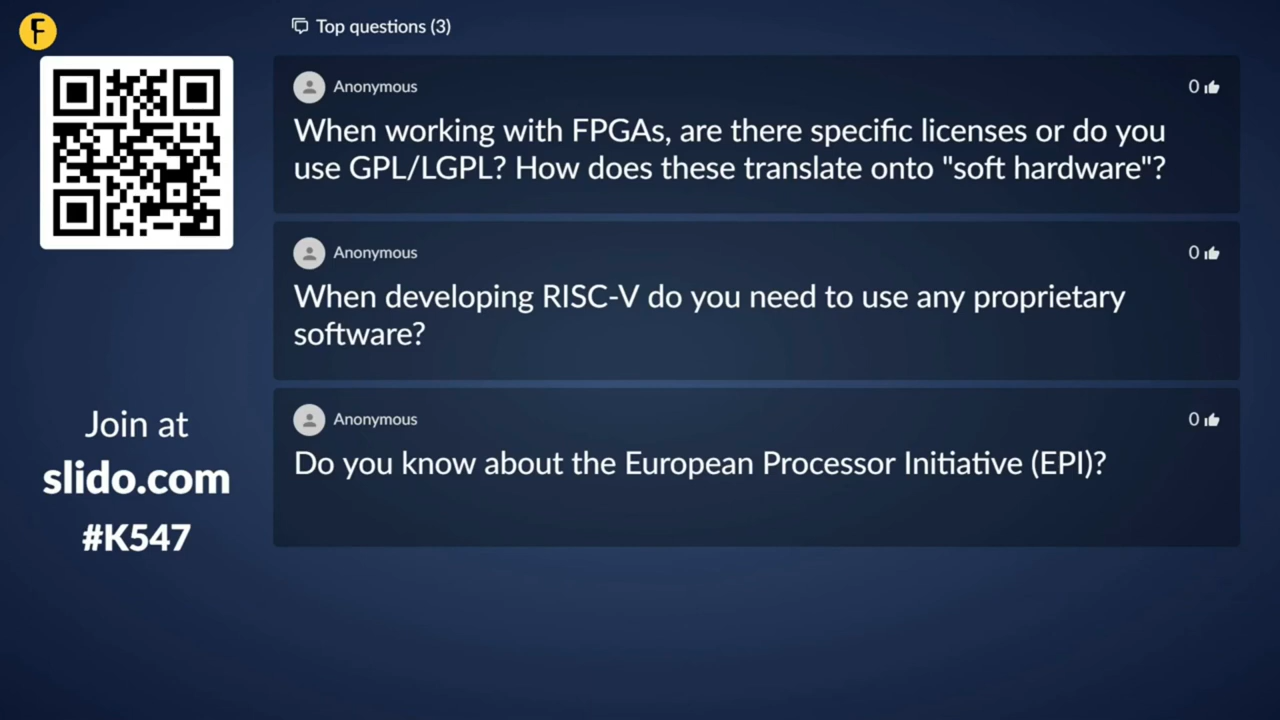 F
Top questions (3)
Anonymous
0
When working with FPGAs, are there specific licenses or do you
use GPL/LGPL? How does these translate onto "soft hardware"?
Anonymous
0
When developing RISC-V do you need to use any proprietary
software?
Anonymous
0
Do you know about the European Processor Initiative (EPI)?
Join at
slido.com
#K547